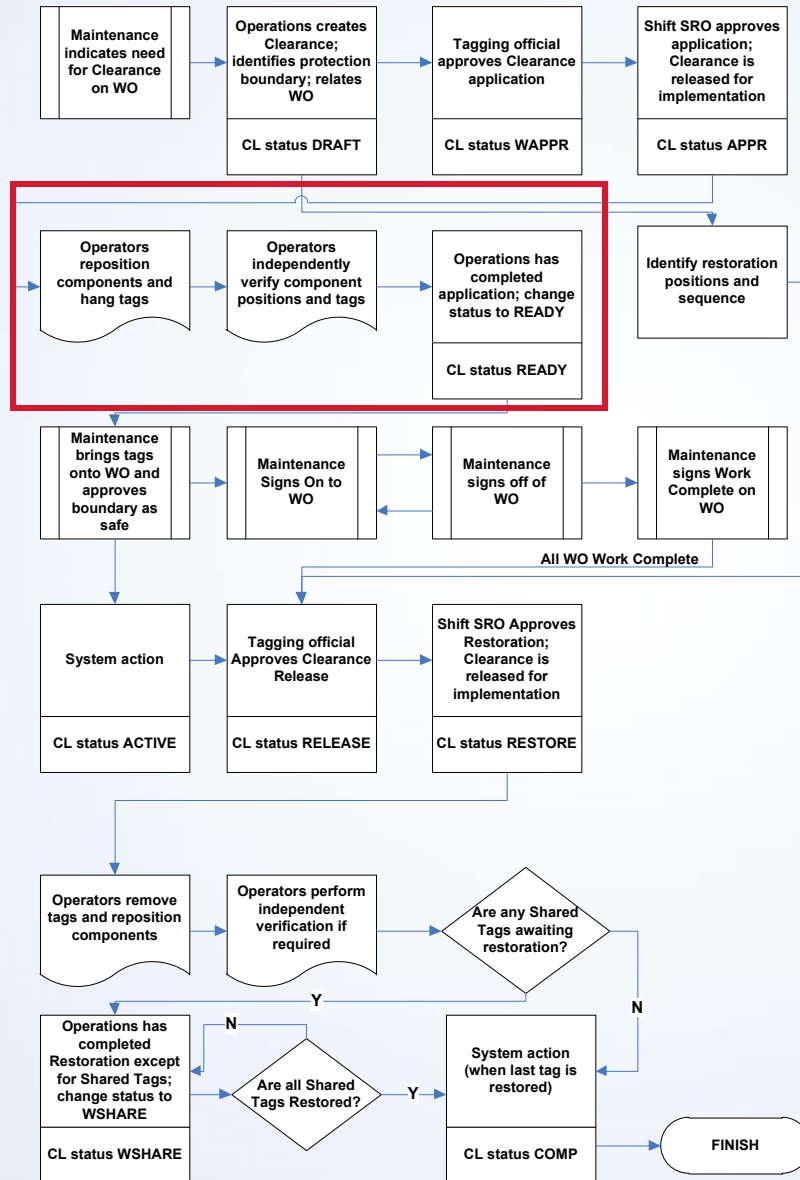 Maintenance
indicates need
for Clearance
on WO
Operations creates
Clearance;
identifies protection
boundary; relates
WO
CL status DRAFT
Tagging official
approves Clearance
application
CL status WAPPR
Shift SRO approves
application;
Clearance is
released for
implementation
CL status APPR
Operators
reposition
components and
hang tags
Operators
independently
verify component
positions and tags
Operations has
completed
application; change
status to READY
CL status READY
Identify restoration
positions and
sequence
Maintenance
brings tags
onto WO and
approves
boundary as
safe
Maintenance
Signs On to
WO
Maintenance
signs off of
WO
Maintenance
signs Work
Complete on
WO
All WO Work Complete
System action
CL status ACTIVE
Tagging official
Approves Clearance
Release
CL status RELEASE
Shift SRO Approves
Restoration;
Clearance is
released for
implementation
CL status RESTORE
Operators remove
tags and reposition
components
Operators perform
independent
verification if
required
Are any Shared
Tags awaiting
restoration?
Y
N
Operations has
completed
Restoration except
for Shared Tags;
change status to
WSHARE
CL status WSHARE
N
Are all Shared
Tags Restored?
Y
System action
(when last tag is
restored)
CL status COMP
FINISH